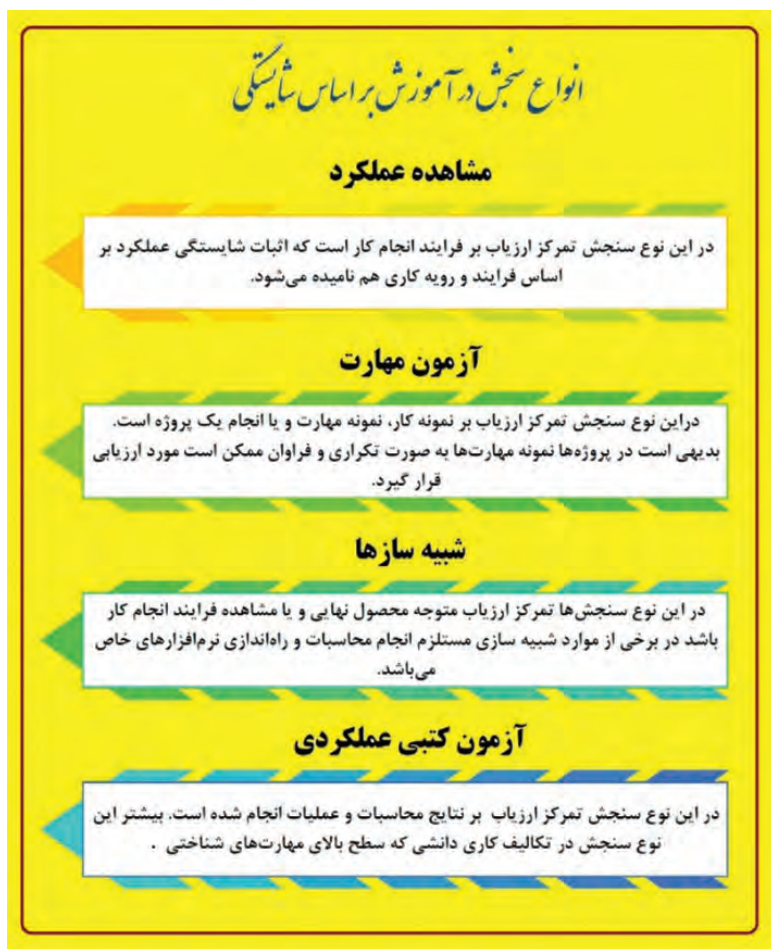 انواع سنجش در آموزش بر اساس شایستگی
مشاهده عملکرد
در این نوع سنجش تمرکز ارزیاب بر فرایند انجام کار است که اثبات شایستگی عملکرد بر
اساس فرایند و رویه کاری هم نامیده می‌شود.
آزمون مهارت
دراین نوع سنجش تمرکز ارزیاب بر نمونه کار، نمونه مهارت و یا انجام یک پروژه است.
بدیهی است در پروژه‌ها نمونه مهارت‌ها به صورت تکراری و فراوان ممکن است مورد ارزیابی
قرار گیرد.
شبیه سازها
در این نوع سنجش‌ها تمرکز ارزیاب متوجه محصول نهایی و یا مشاهده فرایند انجام کار
باشد در برخی از موارد شبیه سازی مستلزم انجام محاسبات و راه‌اندازی نرم‌افزارهای خاص
می‌باشد.
آزمون کتبی عملکردی
در این نوع سنجش تمرکز ارزیاب بر نتایج محاسبات و عملیات انجام شده است. بیشتر این
نوع سنجش در تکالیف کاری دانشی که سطح بالای مهارت‌های شناختی .